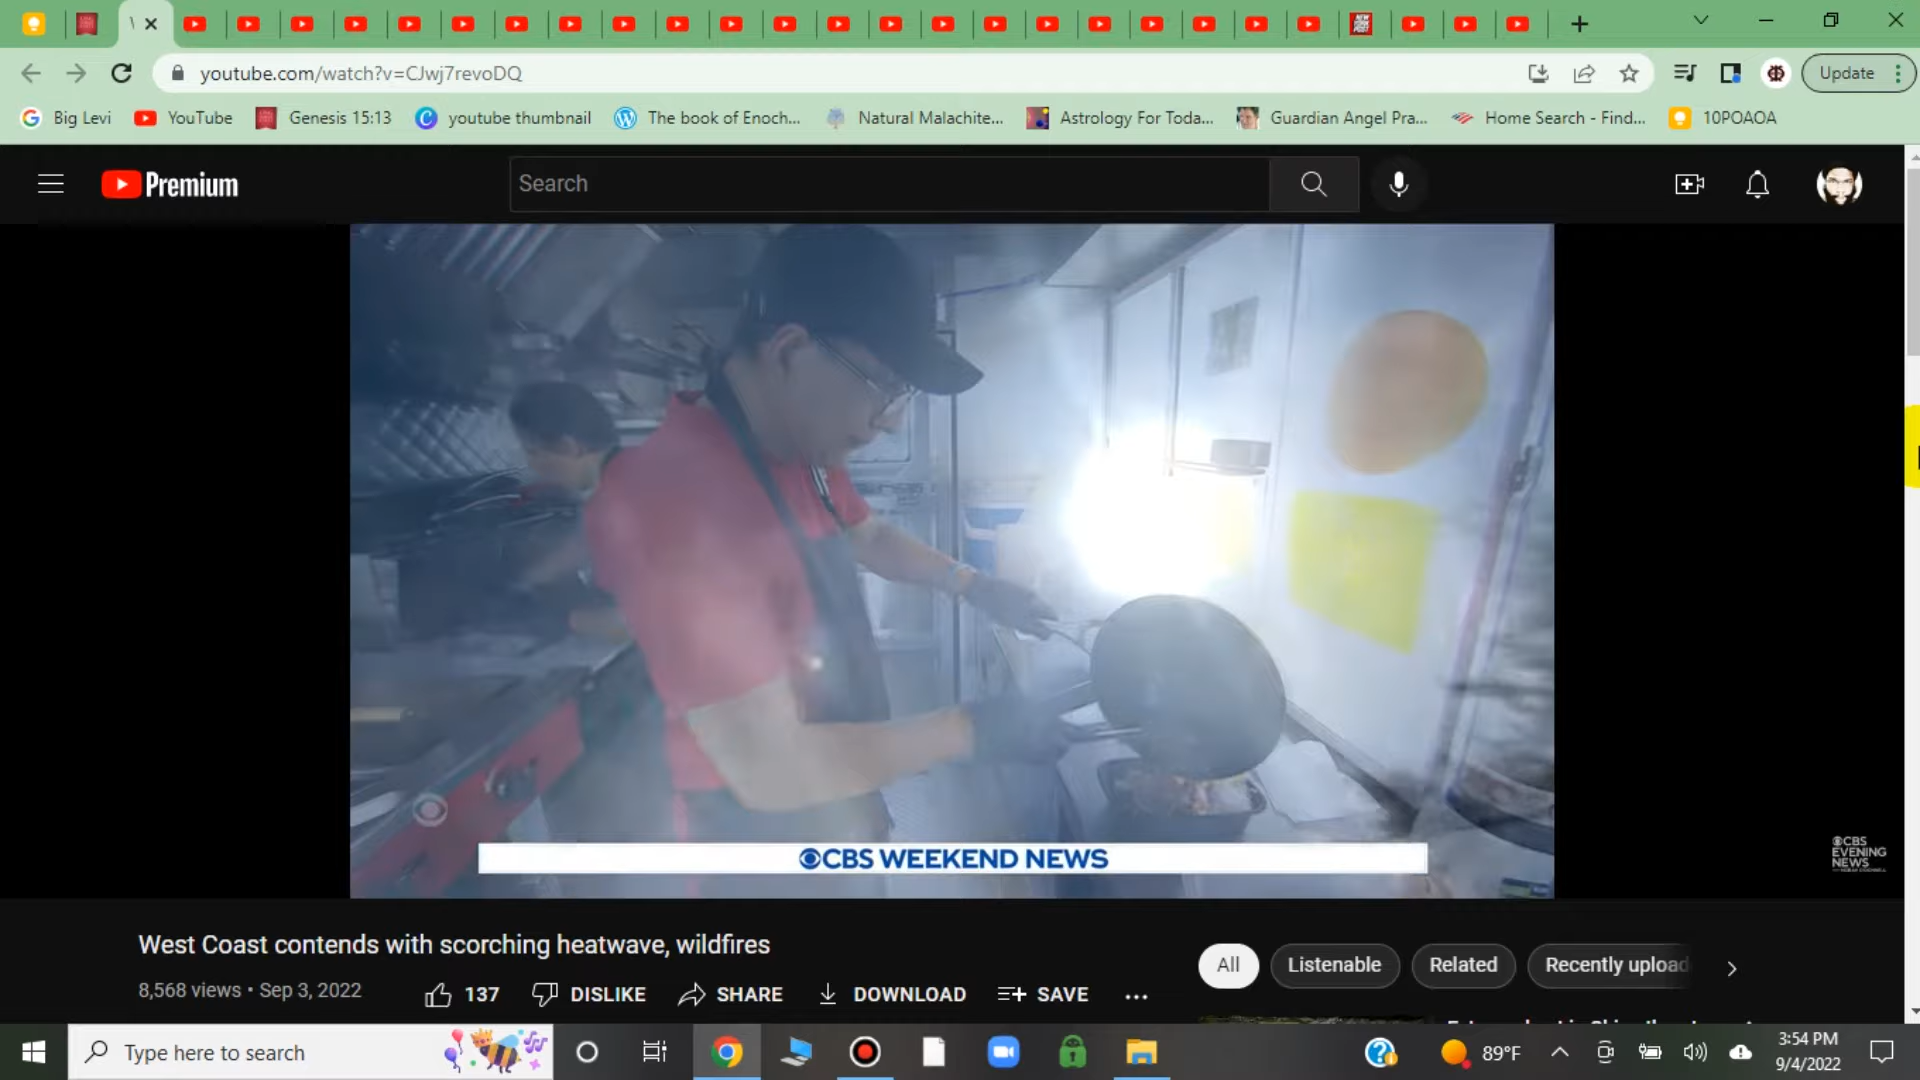 youtube.com/watch?v=CJwj7revoDQ
Update
Big Levi
YouTube
Genesis 15:13
youtube thumbnail
The book of Enoch...
Natural Malachite...
Astrology For Toda...
Guardian Angel Pra...
Home Search - Find...
10POAOA
Premium
Search
CBS WEEKEND NEWS
CBS
EVENING
NEWS
West Coast contends with scorching heatwave, wildfires
8,568 views • Sep 3, 2022
137
DISLIKE
SHARE
DOWNLOAD
SAVE
All
Listenable
Related
Recently upload
Type here to search
89°F
3:54 PM
9/4/2022